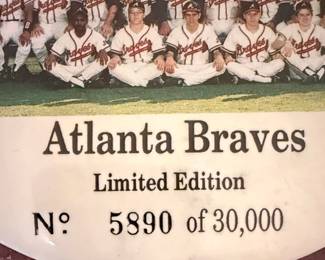 Atlanta Braves
Limited Edition
Nº 5890 of 30,000